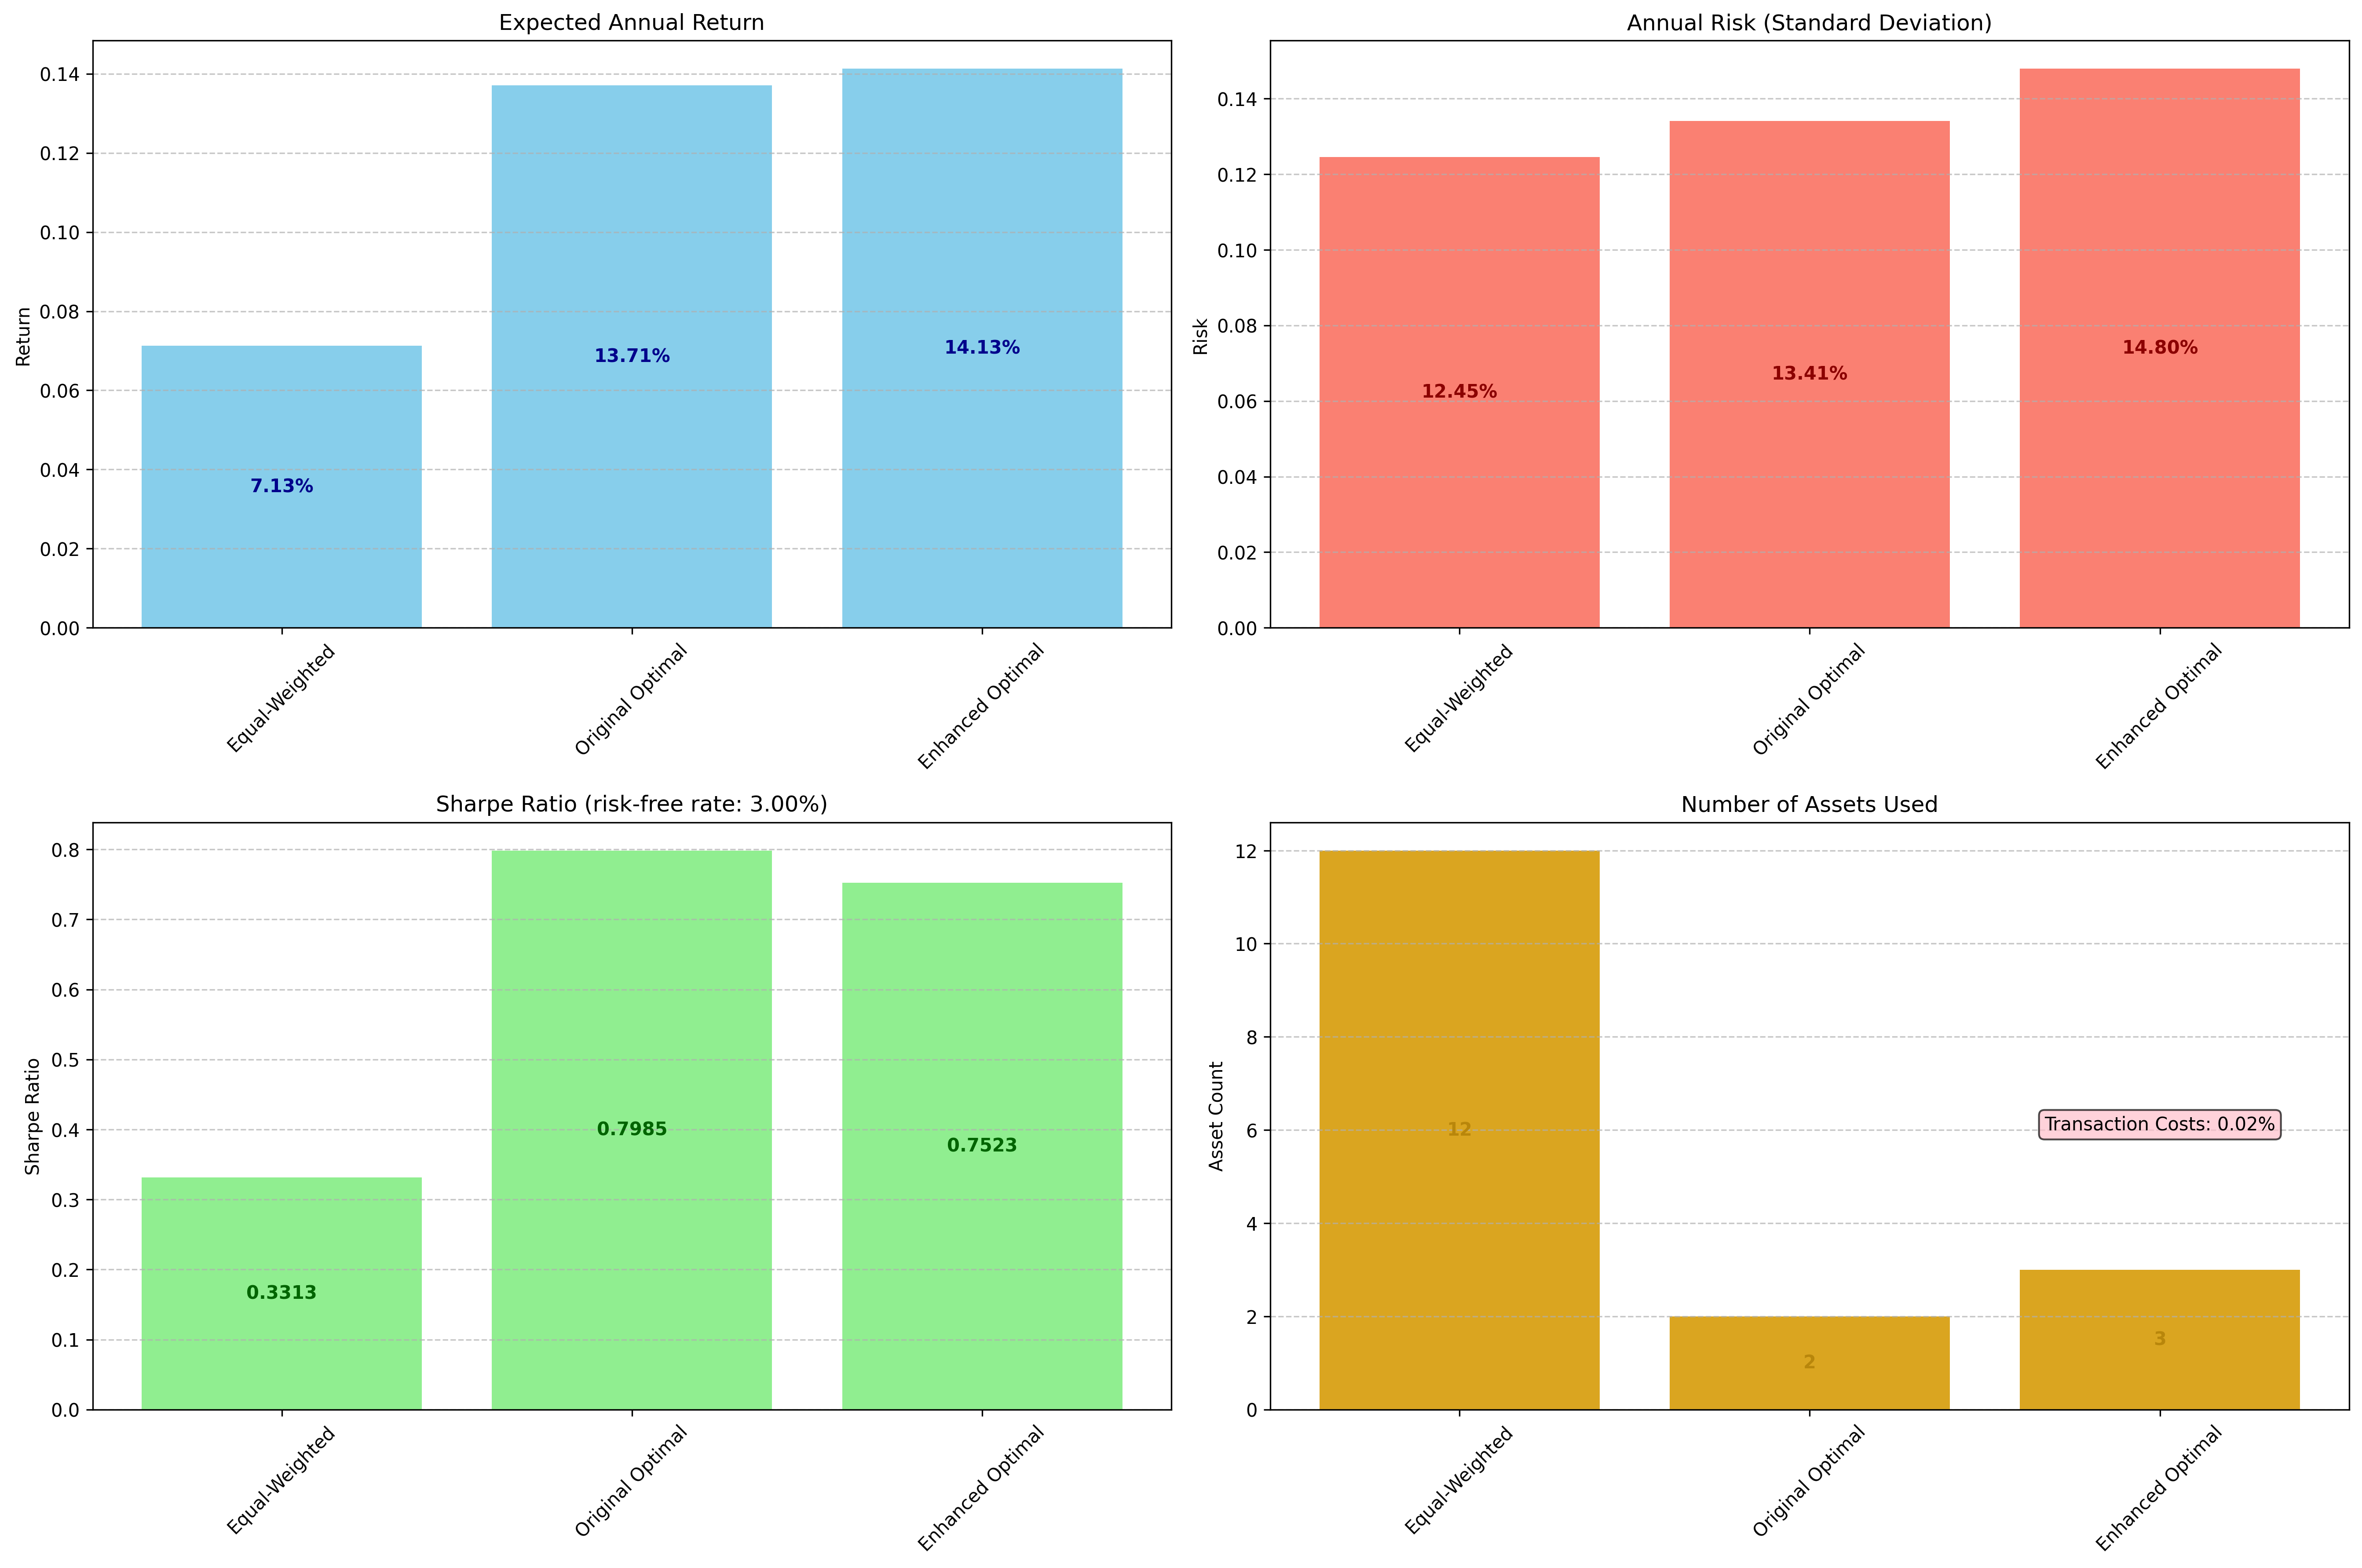 Expected Annual Return
Return
0.14
0.12
0.10
0.08
0.06
0.04
0.02
0.00
7.13%
13.71%
14.13%
Equal-Weighted
Original Optimal
Enhanced Optimal
Annual Risk (Standard Deviation)
Risk
0.14
0.12
0.10
0.08
0.06
0.04
0.02
0.00
12.45%
13.41%
14.80%
Equal-Weighted
Original Optimal
Enhanced Optimal
Sharpe Ratio (risk-free rate: 3.00%)
Sharpe Ratio
0.8
0.7
0.6
0.5
0.4
0.3
0.2
0.1
0.0
0.3313
0.7985
0.7523
Equal-Weighted
Original Optimal
Enhanced Optimal
Number of Assets Used
Asset Count
12
10
8
6
4
2
0
12
2
3
Transaction Costs: 0.02%
Equal-Weighted
Original Optimal
Enhanced Optimal